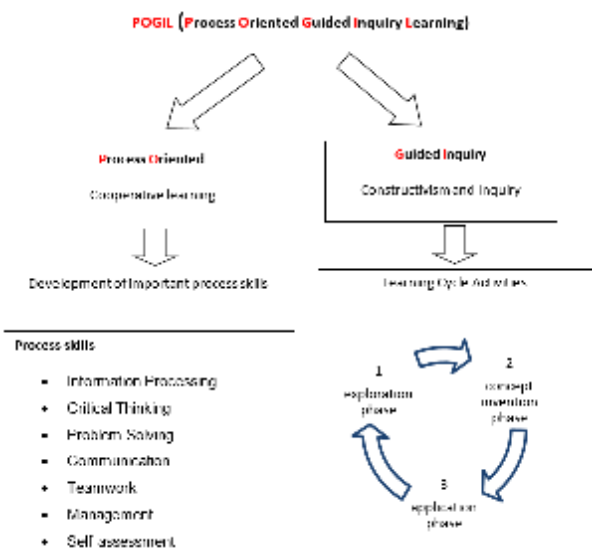 POGIL (Process Oriented Guided Inquiry Learning)
Process Oriented
Cooperative learning
Development of important process skills
Guided Inquiry
Constructivism and Inquiry
Learning Cycle Activities
Process skills
• Information Processing
• Critical Thinking
• Problem Solving
• Communication
• Teamwork
• Management
• Self assessment
1
exploration
phase
2
concept
invention
phase
3
application
phase